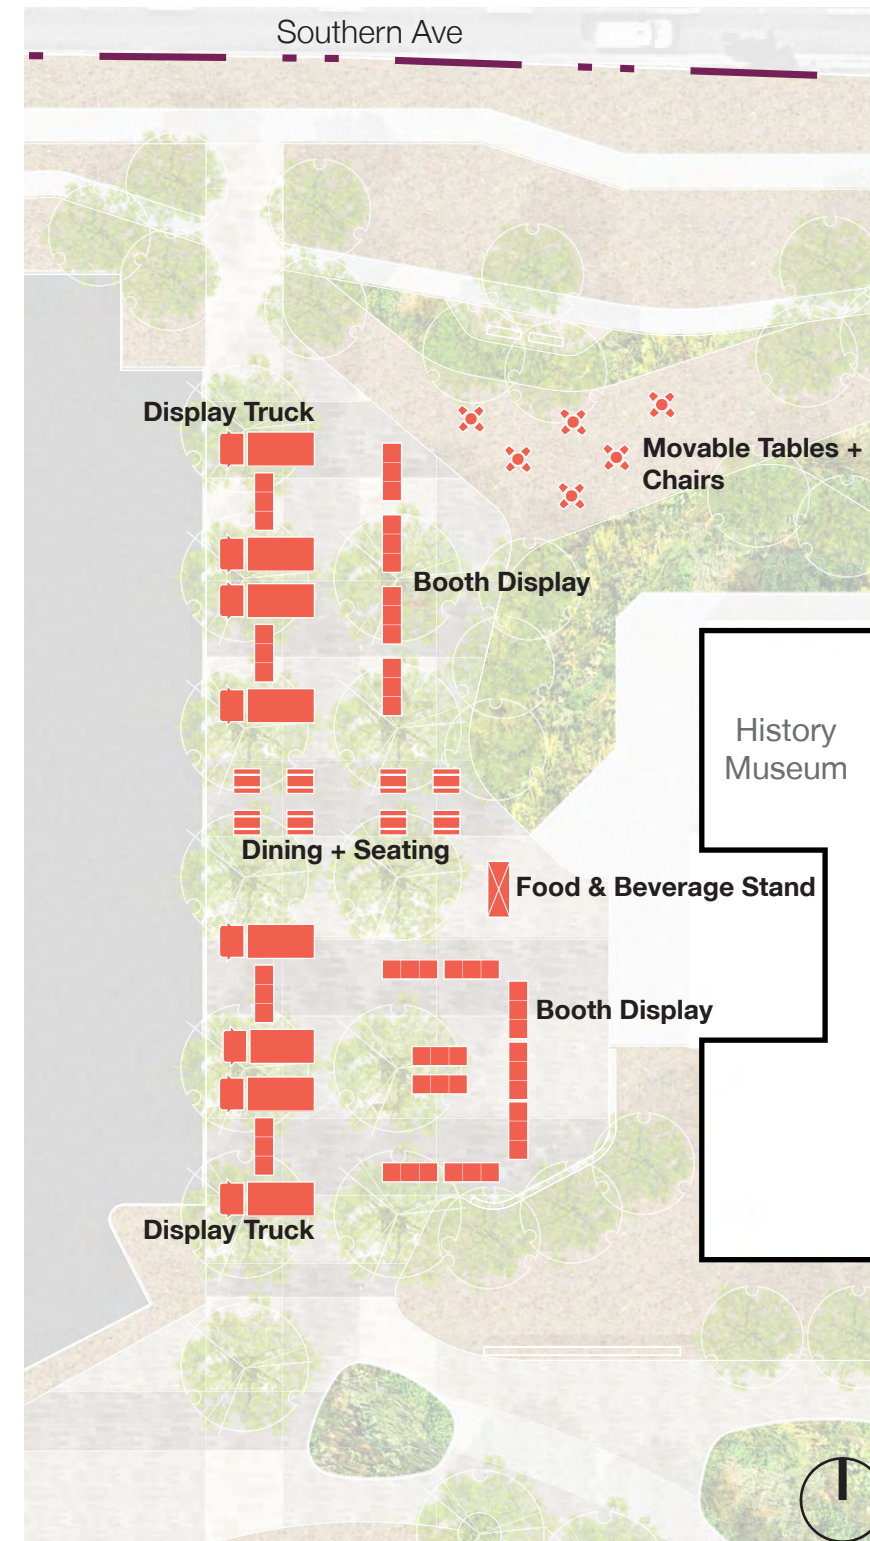 Southern Ave
Display Truck
Movable Tables +
Chairs
Booth Display
History
Museum
Dining + Seating
Food & Beverage Stand
Booth Display
Display Truck